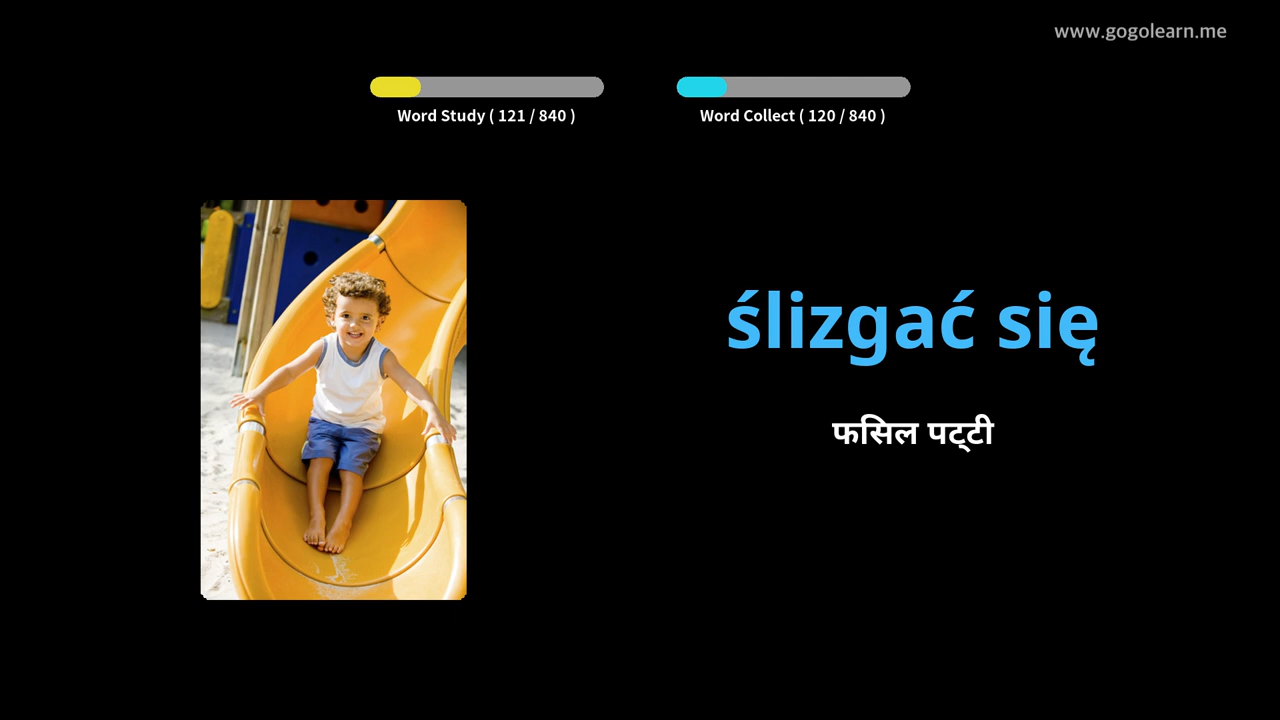 www.gogolearn.me
Word Study ( 121 / 840 )
Word Collect ( 120 / 840 )
ślizgać się
फसिल पट्टी